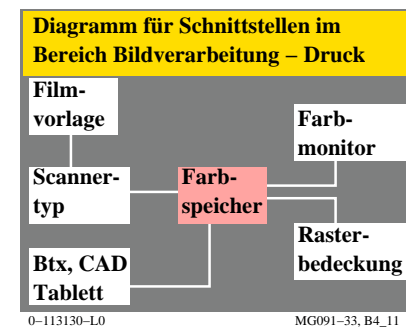 Diagramm für Schnittstellen im
Bereich Bildverarbeitung – Druck
Film-
vorlage
Farb-
monitor
Scanner-
typ
Farb-
speicher
Raster-
bedeckung
Btx, CAD
Tablett
0–113130–L0
MG091–33, B4_11